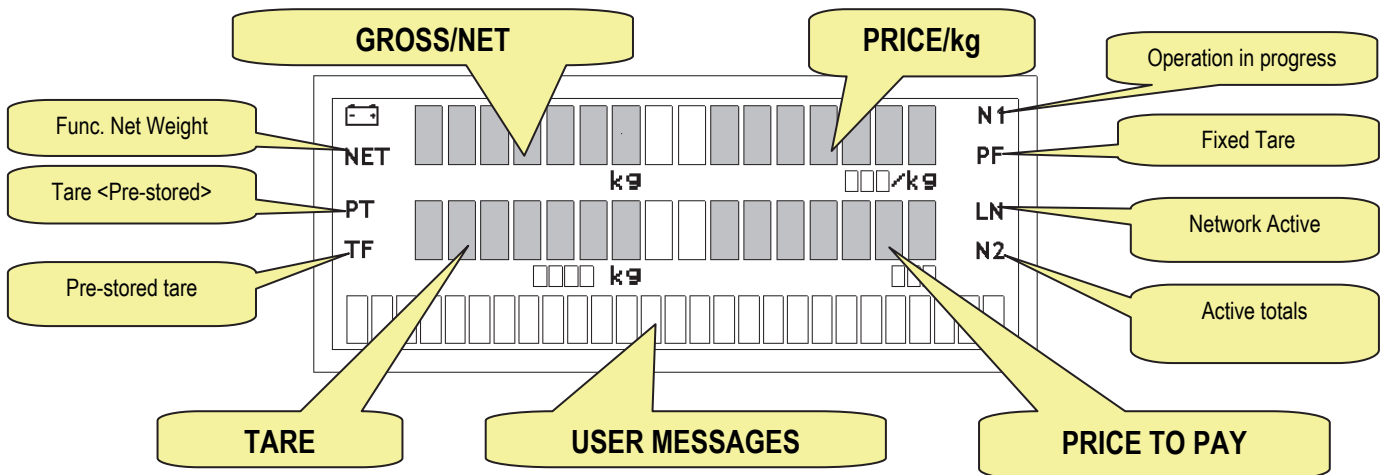 GROSS/NET
PRICE/kg
Operation in progress
Func. Net Weight
N1
Fixed Tare
NET
PF
Tare <Pre-stored>
kg
/kg
PT
LN
Network Active
TF
N2
Pre-stored tare
kg
Active totals
TARE
USER MESSAGES
PRICE TO PAY